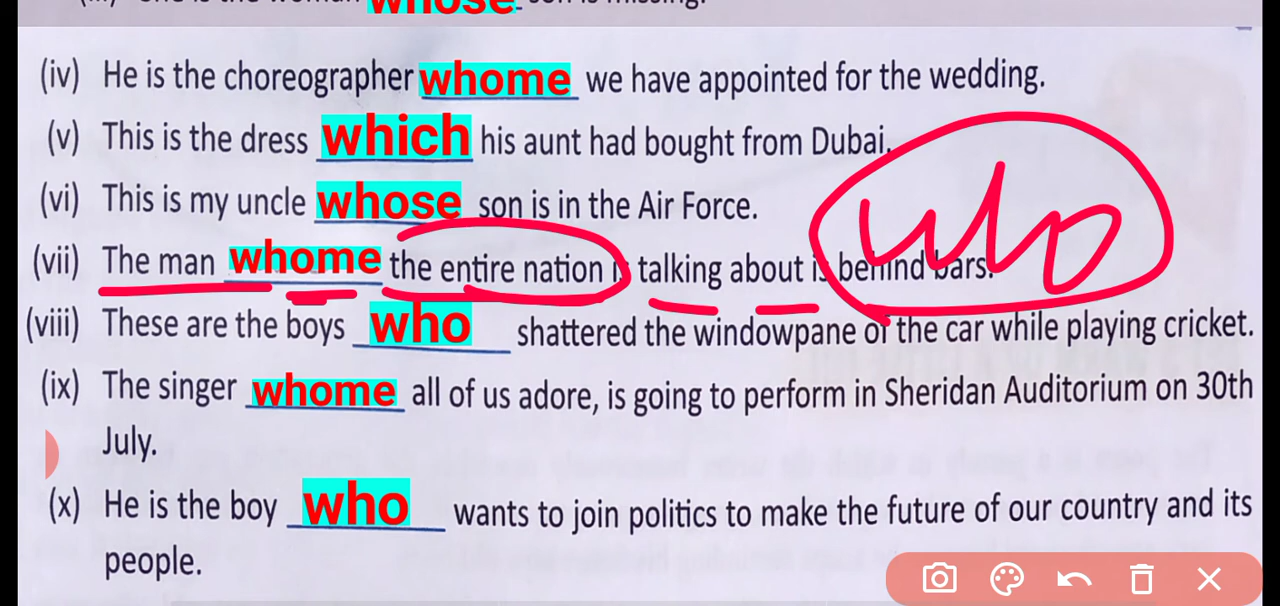 whose son is missing.
(iv) He is the choreographer whome we have appointed for the wedding.
(v) This is the dress which his aunt had bought from Dubai.
(vi) This is my uncle whose son is in the Air Force.
who
(vii) The man whome the entire nation is talking about is behind bars.
(viii) These are the boys who shattered the windowpane of the car while playing cricket.
(ix) The singer whome all of us adore, is going to perform in Sheridan Auditorium on 30th
July.
(x) He is the boy who wants to join politics to make the future of our country and its
people.